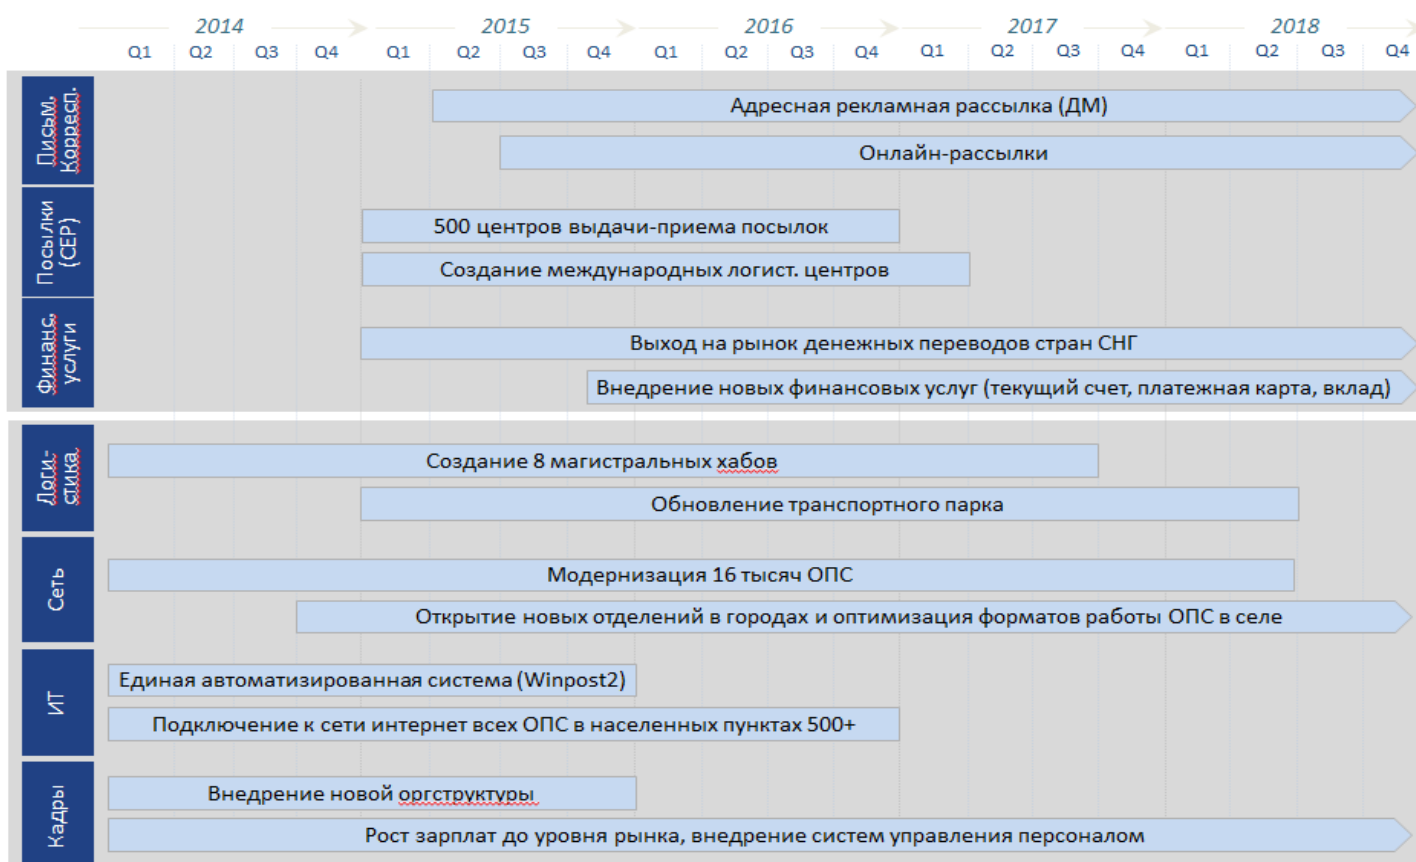 2014 2015 2016 2017 2018
Q1 Q2 Q3 Q4 Q1 Q2 Q3 Q4 Q1 Q2 Q3 Q4 Q1 Q2 Q3 Q4 Q1 Q2 Q3 Q4
Письм.
Корресп.
Адресная рекламная рассылка (ДМ)
Онлайн-рассылки
Посылки
(CEP)
500 центров выдачи-приема посылок
Создание международных логист. центров
Финанс.
услуги
Выход на рынок денежных переводов стран СНГ
Внедрение новых финансовых услуг (текущий счет, платежная карта, вклад)
Логи-
стика
Создание 8 магистральных хабов
Обновление транспортного парка
Сеть
Модернизация 16 тысяч ОПС
Открытие новых отделений в городах и оптимизация форматов работы ОПС в селе
ИТ
Единая автоматизированная система (Winpost2)
Подключение к сети интернет всех ОПС в населенных пунктах 500+
Кадры
Внедрение новой оргструктуры
Рост зарплат до уровня рынка, внедрение систем управления персоналом